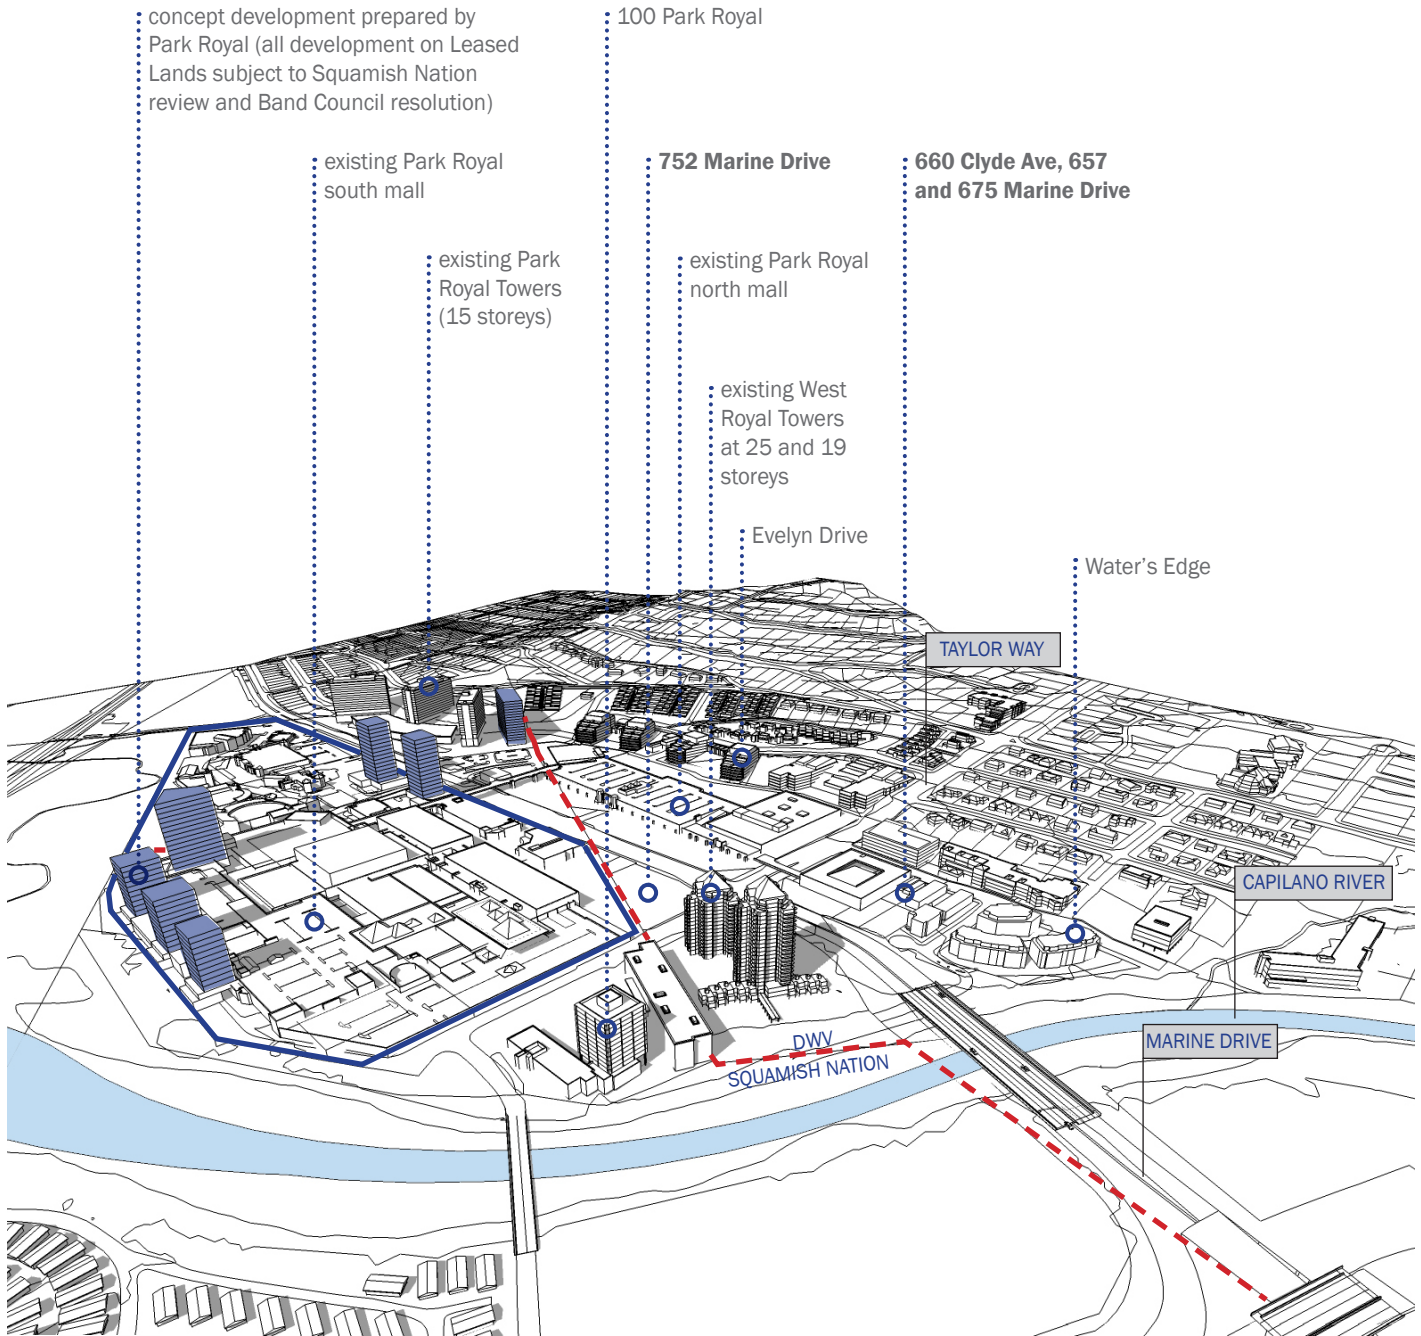 concept development prepared by
Park Royal (all development on Leased
Lands subject to Squamish Nation
review and Band Council resolution)
100 Park Royal
existing Park Royal
south mall
752 Marine Drive
660 Clyde Ave, 657
and 675 Marine Drive
existing Park
Royal Towers
(15 storeys)
existing Park Royal
north mall
existing West
Royal Towers
at 25 and 19
storeys
Evelyn Drive
Water's Edge
TAYLOR WAY
CAPILANO RIVER
MARINE DRIVE
DWV
SQUAMISH NATION